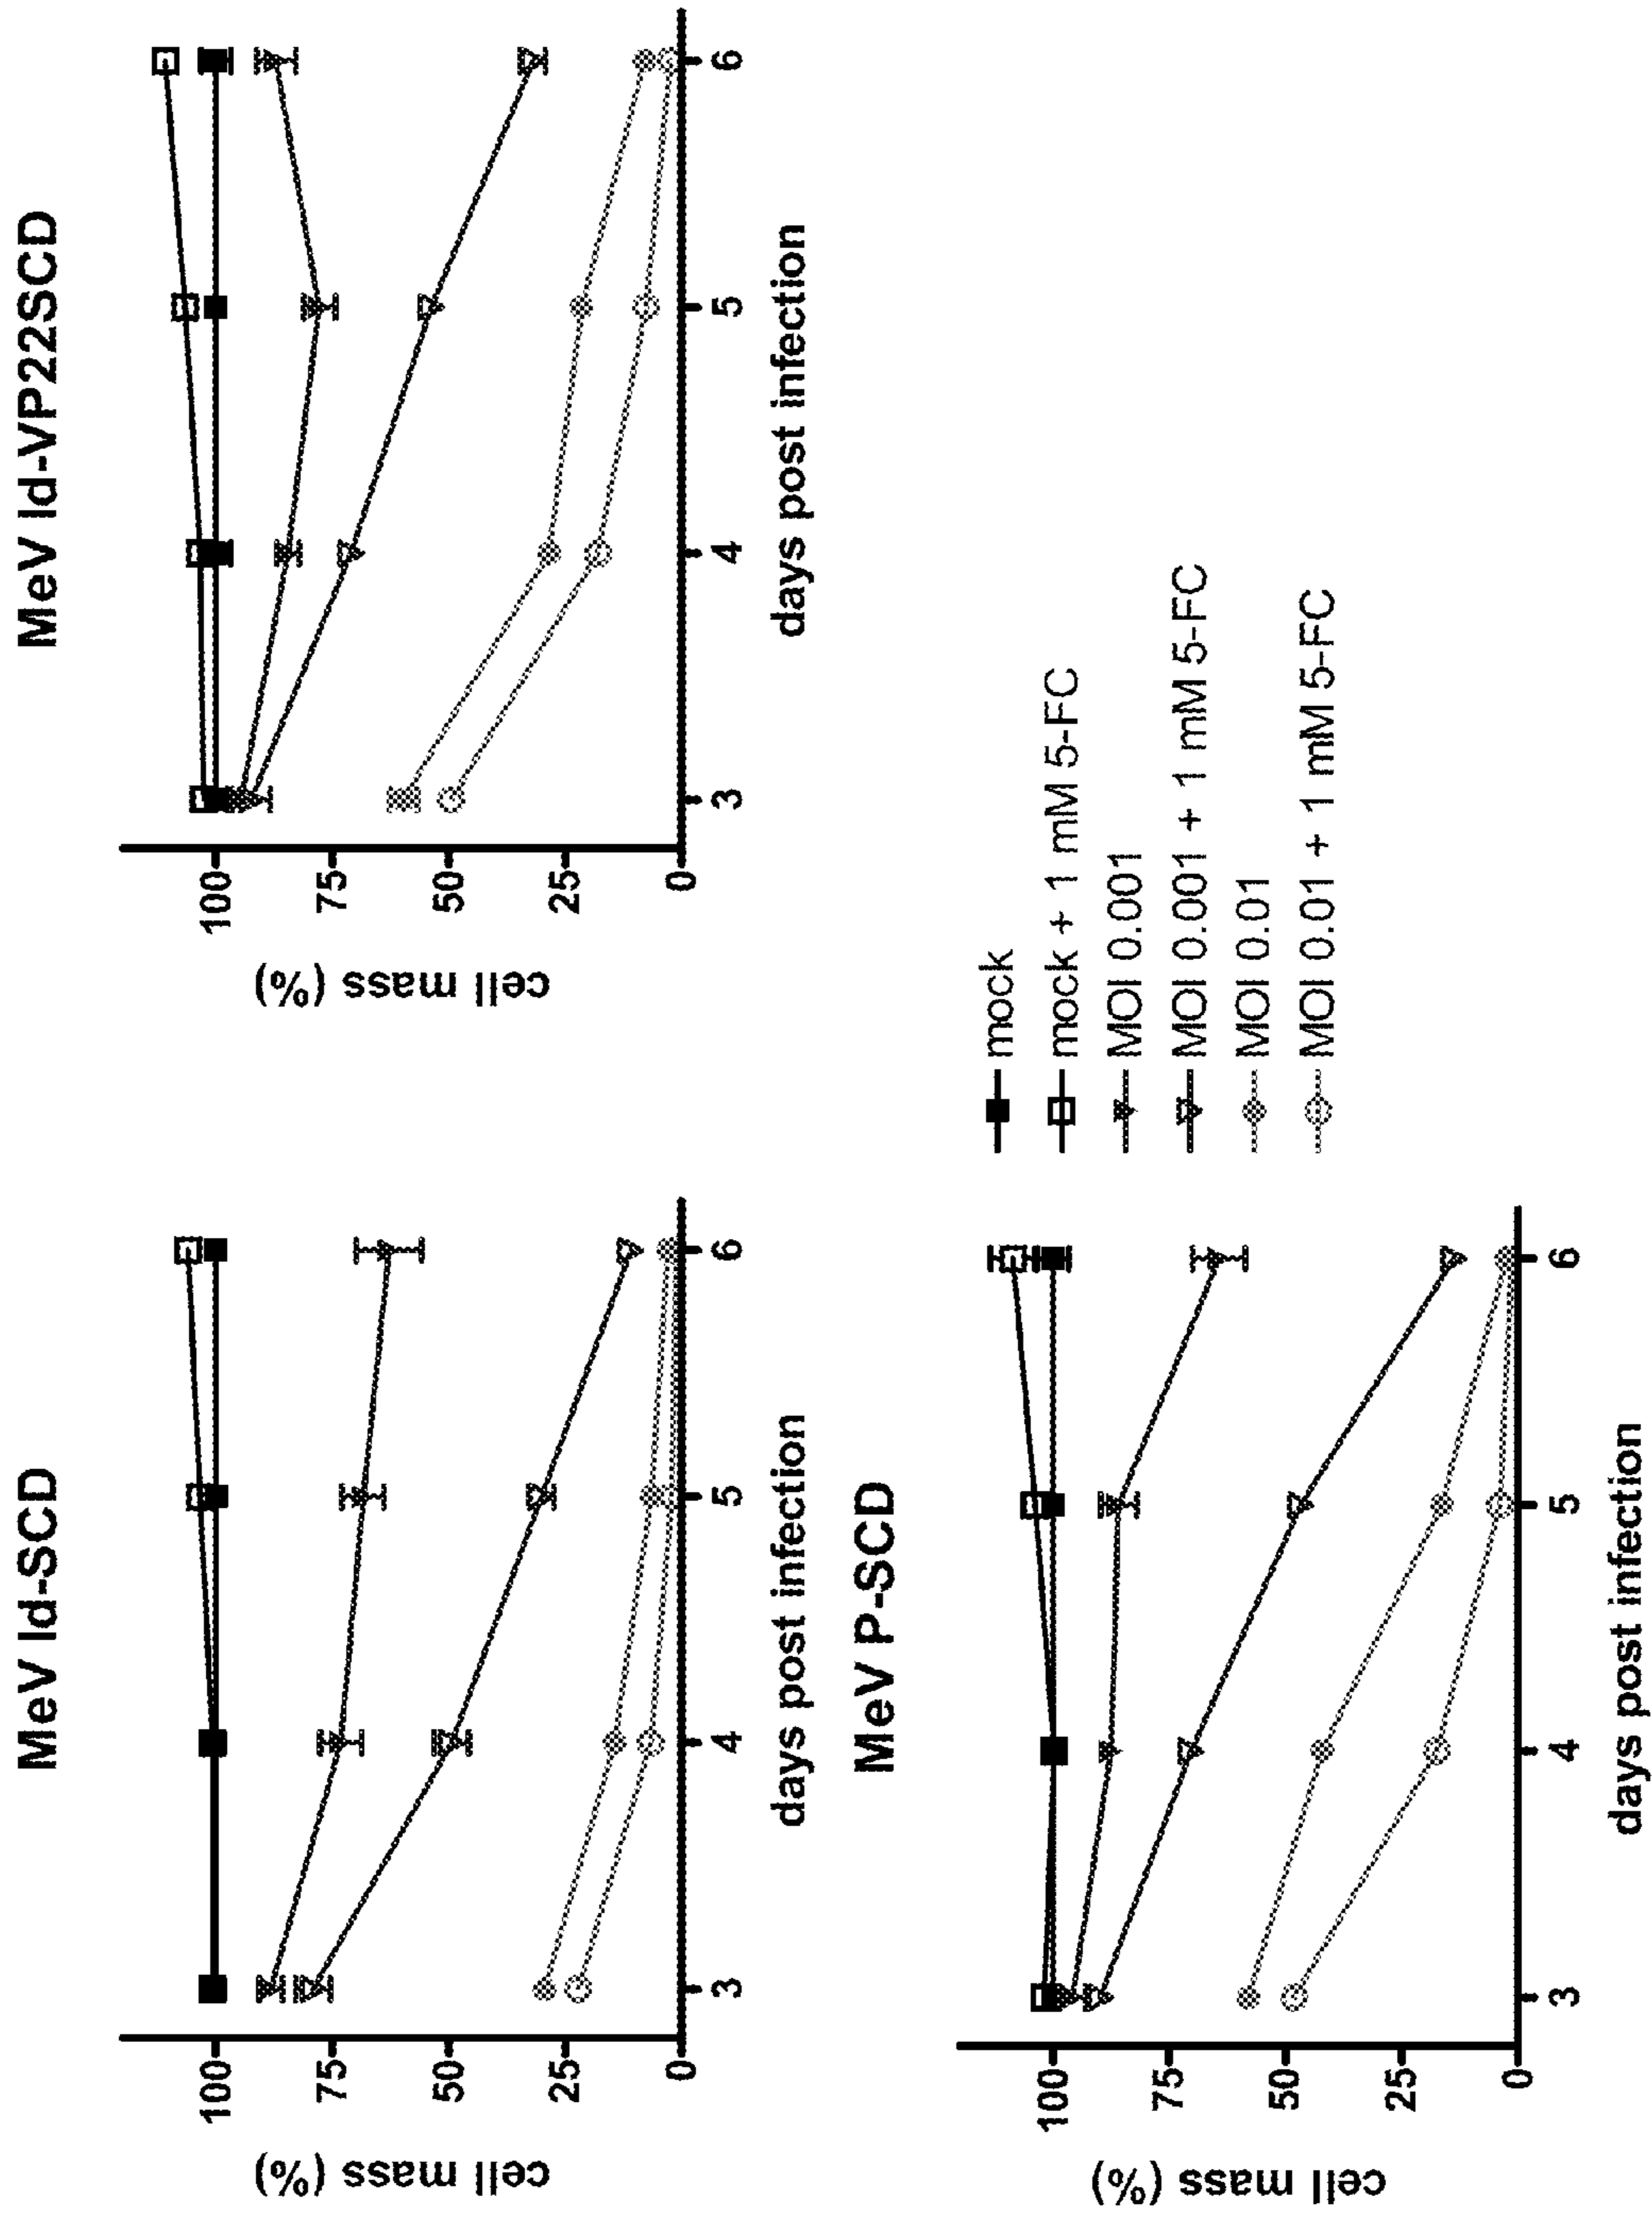 MeV Id-SCD
cell mass (%)
100
75
50
25
0
3 4 5 6
days post infection
MeV Id-VP22SCD
cell mass (%)
100
75
50
25
0
3 4 5 6
days post infection
MeV P-SCD
cell mass (%)
100
75
50
25
0
3 4 5 6
days post infection
mock
mock + 1 mM 5-FC
MOI 0.001
MOI 0.001 + 1 mM 5-FC
MOI 0.01
MOI 0.01 + 1 mM 5-FC